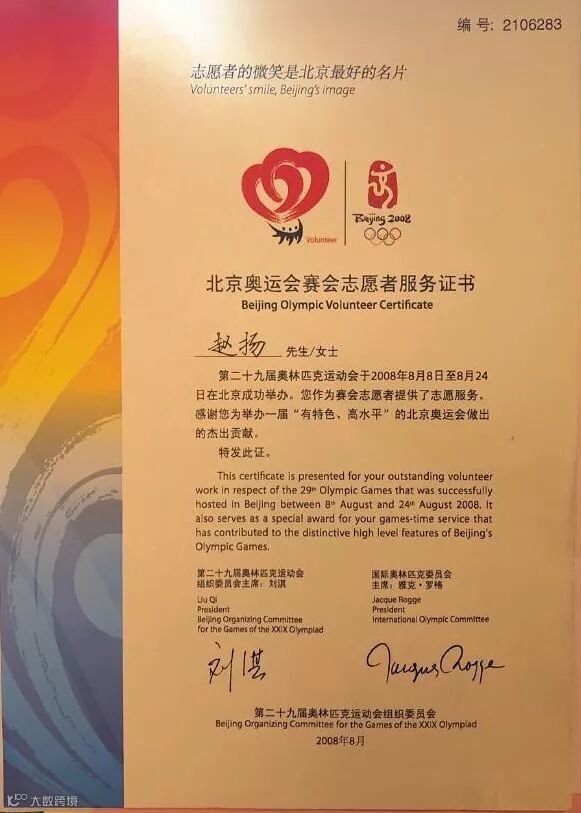 编 号: 2106283
志愿者的微笑是北京最好的名片
Volunteers' smile, Beijing's image
Volunteer
Beijing 2008
北京奥运会赛会志愿者服务证书
Beijing Olympic Volunteer Certificate
赵扬 先生/女士
第二十九届奥林匹克运动会于2008年8月8日至8月24
日在北京成功举办。您作为赛会志愿者提供了志愿服务。
感谢您为举办一届“有特色、高水平”的北京奥运会做出
的杰出贡献。
特发此证。
This certificate is presented for your outstanding volunteer
work in respect of the 29th Olympic Games that was successfully
hosted in Beijing between 8th August and 24th August 2008. It
also serves as a special award for your games-time service that
has contributed to the distinctive high level features of Beijing's
Olympic Games.
第二十九届奥林匹克运动会
组织委员会主席: 刘淇
Liu Qi
President
Beijing Organizing Committee
for the Games of the XXIX Olympiad
国际奥林匹克委员会
主席: 雅克·罗格
Jacque Rogge
President
International Olympic Committee
刘淇
Jacques Rogge
第二十九届奥林匹克运动会组织委员会
Beijing Organizing Committee for the Games of the XXIX Olympiad
2008年8月
大数跨境